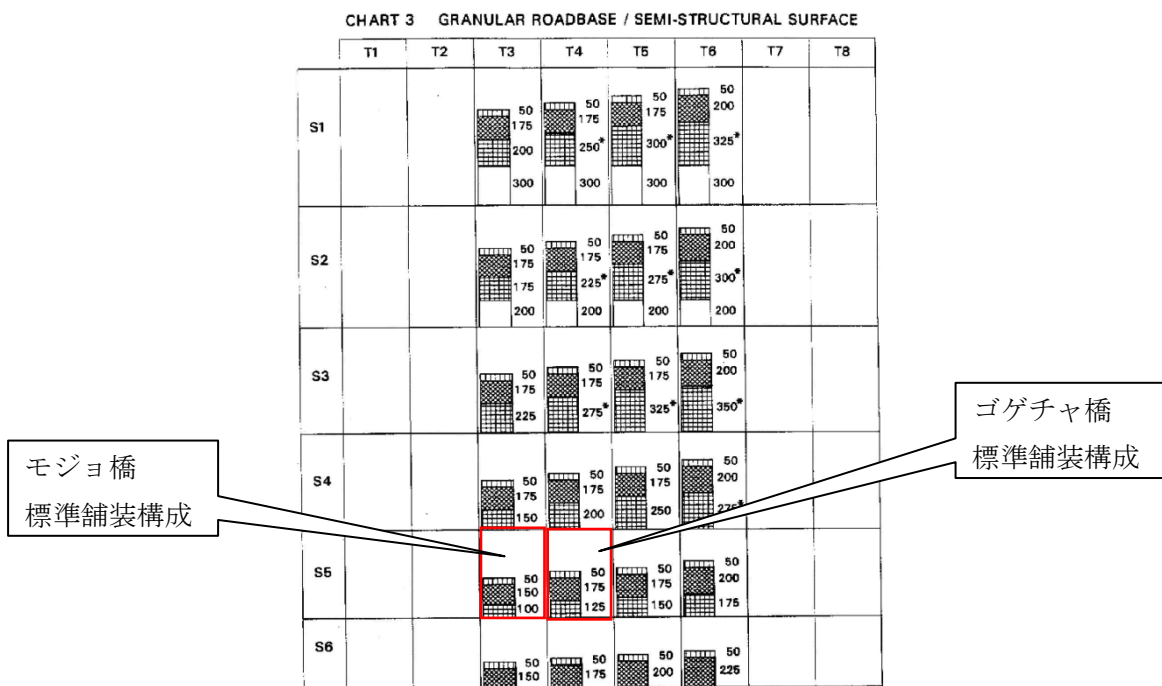 CHART 3 GRANULAR ROADBASE / SEMI-STRUCTURAL SURFACE
T1 T2 T3 T4 T5 T6 T7 T8
S1
50 50 50 50
175 175 175 200
200 250* 300* 325*
300 300 300 300
S2
50 50 50 50
175 175 175 200
175 225* 275* 300*
200 200 200 200
S3
50 50 50 50
175 175 175 200
225 275* 325* 350*
ゴゲチャ橋
標準舗装構成
モジョ橋
標準舗装構成
S4
50 50 50 50
175 175 175 200
150 200 250 275*
S5
50 50 50 50
150 175 175 200
100 125 150 175
S6
50 50 50 50
150 175 200 225